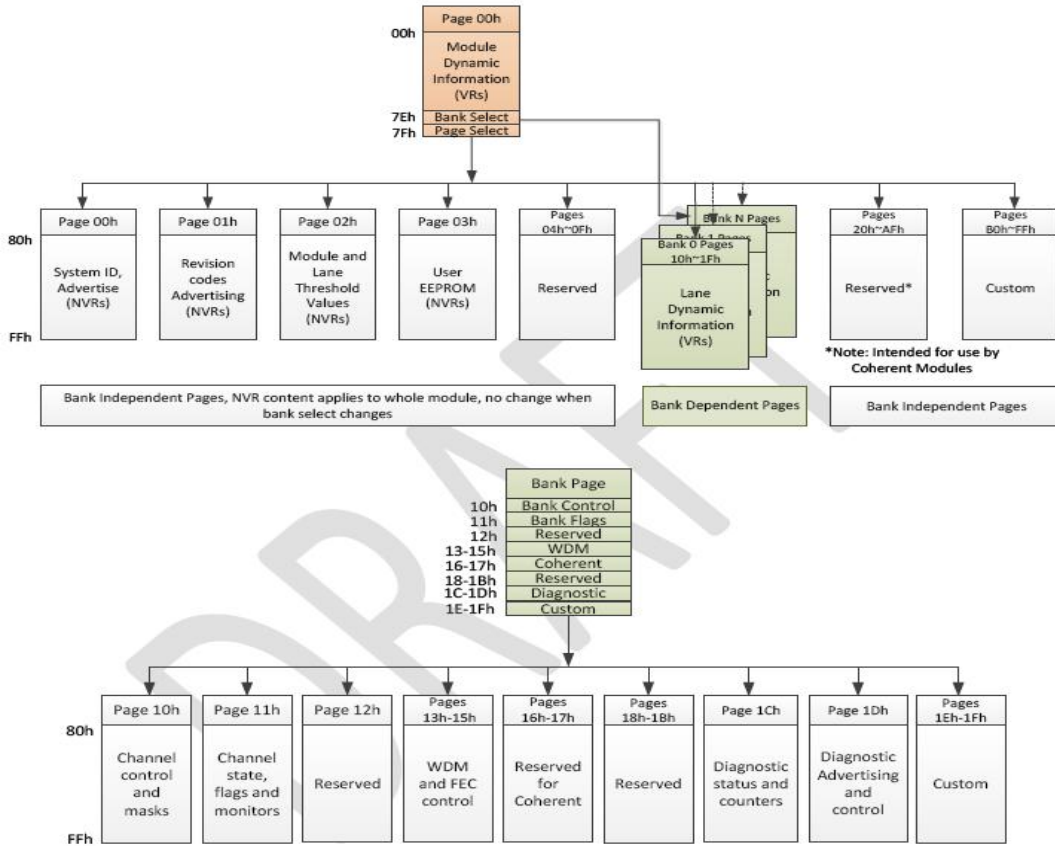 Page 00h
00h
Module
Dynamic
Information
(VRs)
7Eh
Bank Select
7Fh
Page Select
80h
FFh
Page 00h
System ID,
Advertise
(NVRs)
Page 01h
Revision
codes
Advertising
(NVRs)
Page 02h
Module and
Lane
Threshold
Values
(NVRs)
Page 03h
User
EEPROM
(NVRs)
Pages
04h~0Fh
Reserved
Bank N Pages
Bank 1 Pages
Bank 0 Pages
10h~1Fh
Lane
Dynamic
Information
(VRs)
Pages
20h~AFh
Reserved*
Pages
B0h~FFh
Custom
*Note: Intended for use by
Coherent Modules
Bank Independent Pages, NVR content applies to whole module, no change when
bank select changes
Bank Dependent Pages
Bank Independent Pages
DRAFT
Bank Page
10h
Bank Control
11h
Bank Flags
12h
Reserved
13-15h
WDM
16-17h
Coherent
18-1Bh
Reserved
1C-1Dh
Diagnostic
1E-1Fh
Custom
80h
FFh
Page 10h
Channel
control
and
masks
Page 11h
Channel
state,
flags and
monitors
Page 12h
Reserved
Pages
13h-15h
WDM
and FEC
control
Pages
16h-17h
Reserved
for
Coherent
Pages
18h-1Bh
Reserved
Page 1Ch
Diagnostic
status and
counters
Page 1Dh
Diagnostic
Advertising
and
control
Pages
1Eh-1Fh
Custom